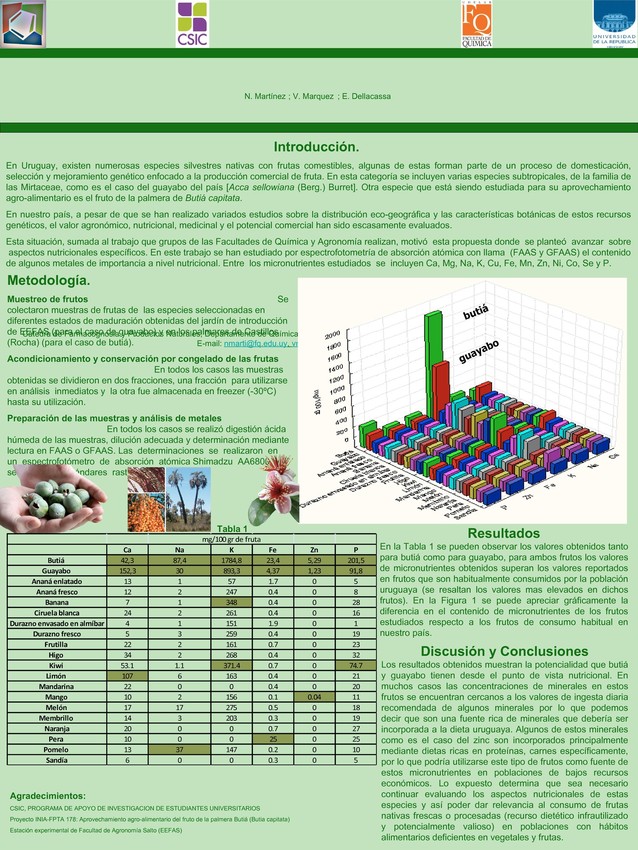 CSIC
FQ
FACULTAD DE
QUIMICA
UNIVERSIDAD
DE LA REPUBLICA
N. Martínez ; V. Marquez ; E. Dellacassa
Introducción.
En Uruguay, existen numerosas especies silvestres nativas con frutas comestibles, algunas de estas forman parte de un proceso de domesticación,
selección y mejoramiento genético enfocado a la producción comercial de fruta. En esta categoría se incluyen varias especies subtropicales, de la familia de
las Mirtaceae, como es el caso del guayabo del país [Acca sellowiana (Berg.) Burret]. Otra especie que está siendo estudiada para su aprovechamiento
agro-alimentario es el fruto de la palmera de Butiá capitata.
En nuestro país, a pesar de que se han realizado variados estudios sobre la distribución eco-geográfica y las características botánicas de estos recursos
genéticos, el valor agronómico, nutricional, medicinal y el potencial comercial han sido escasamente evaluados.
Esta situación, sumada al trabajo que grupos de las Facultades de Química y Agronomía realizan, motivó esta propuesta donde se planteó avanzar sobre
aspectos nutricionales específicos. En este trabajo se han estudiado por espectrofotometría de absorción atómica con llama (FAAS y GFAAS) el contenido
de algunos metales de importancia a nivel nutricional. Entre los micronutrientes estudiados se incluyen Ca, Mg, Na, K, Cu, Fe, Mn, Zn, Ni, Co, Se y P.
Metodología.
Muestreo de frutos Se
colectaron muestras de frutas de las especies seleccionadas en
diferentes estados de maduración obtenidas del jardín de introducción
de EEFAS (para el caso de guayabo) y en los palmares de Castillos
(Rocha) (para el caso de butiá).
E-mail: nmarti@fq.edu.uy,
Acondicionamiento y conservación por congelado de las frutas
En todos los casos las muestras
obtenidas se dividieron en dos fracciones, una fracción para utilizarse
en análisis inmediatos y la otra fue almacenada en freezer (-30ºC)
hasta su utilización.
Preparación de las muestras y análisis de metales
En todos los casos se realizó digestión ácida
húmeda de las muestras, dilución adecuada y determinación mediante
lectura en FAAS o GFAAS. Las determinaciones se realizaron en
un espectrofotómetro de absorción atómica Shimadzu AA6800
butiá
guayabo
mg/100g
2000
1800
1600
1400
1200
1000
800
600
400
200
0
P Zn Fe K Na Ca
Tabla 1
mg/100 gr de fruta
Ca Na K Fe Zn P
Butiá 42,3 87,4 1784,8 23,4 5,29 201,5
Guayabo 152,3 30 893,3 4,37 1,23 91,8
Ananá enlatado 13 1 57 1.7 0 5
Ananá fresco 12 2 247 0.4 0 8
Banana 7 1 348 0.4 0 28
Ciruela blanca 24 2 261 0.4 0 16
Durazno envasado en almíbar 4 1 151 1.9 0 1
Durazno fresco 5 3 259 0.4 0 19
Frutilla 22 2 161 0.7 0 23
Higo 34 2 268 0.4 0 32
Kiwi 53.1 1.1 371.4 0.7 0 74.7
Limón 107 6 163 0.4 0 21
Mandarina 22 0 0 0.4 0 20
Mango 10 2 156 0.1 0.04 11
Melón 17 17 275 0.5 0 18
Membrillo 14 3 203 0.3 0 19
Naranja 20 0 0 0.7 0 27
Pera 10 0 0 25 0 25
Pomelo 13 37 147 0.2 0 10
Sandía 6 0 0 0.3 0 5
Resultados
En la Tabla 1 se pueden observar los valores obtenidos tanto
para butiá como para guayabo, para ambos frutos los valores
de micronutrientes obtenidos superan los valores reportados
en frutos que son habitualmente consumidos por la población
uruguaya (se resaltan los valores mas elevados en dichos
frutos). En la Figura 1 se puede apreciar gráficamente la
diferencia en el contenido de micronutrientes de los frutos
estudiados respecto a los frutos de consumo habitual en
nuestro país.
Discusión y Conclusiones
Los resultados obtenidos muestran la potencialidad que butiá
y guayabo tienen desde el punto de vista nutricional. En
muchos casos las concentraciones de minerales en estos
frutos se encuentran cercanos a los valores de ingesta diaria
recomendada de algunos minerales por lo que podemos
decir que son una fuente rica de minerales que debería ser
incorporada a la dieta uruguaya. Algunos de estos minerales
como es el caso del zinc son incorporados principalmente
mediante dietas ricas en proteínas, carnes específicamente,
por lo que podría utilizarse este tipo de frutos como fuente de
estos micronutrientes en poblaciones de bajos recursos
económicos. Lo expuesto determina que sea necesario
continuar evaluando los aspectos nutricionales de estas
especies y así poder dar relevancia al consumo de frutas
nativas frescas o procesadas (recurso dietético infrautilizado
y potencialmente valioso) en poblaciones con hábitos
alimentarios deficientes en vegetales y frutas.
Agradecimientos:
CSIC, PROGRAMA DE APOYO DE INVESTIGACION DE ESTUDIANTES UNIVERSITARIOS
Proyecto INIA-FPTA 178: Aprovechamiento agro-alimentario del fruto de la palmera Butiá (Butia capitata)
Estación experimental de Facultad de Agronomía Salto (EEFAS)